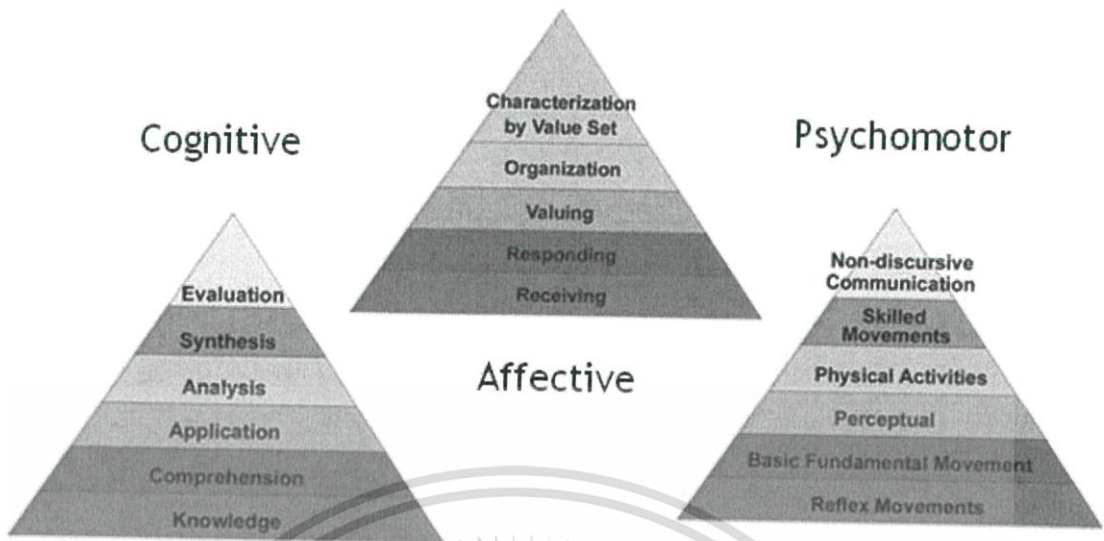 Cognitive
Evaluation
Synthesis
Analysis
Application
Comprehension
Knowledge
Characterization
by Value Set
Organization
Valuing
Responding
Receiving
Affective
Psychomotor
Non-discursive
Communication
Skilled
Movements
Physical Activities
Perceptual
Basic Fundamental Movement
Reflex Movements